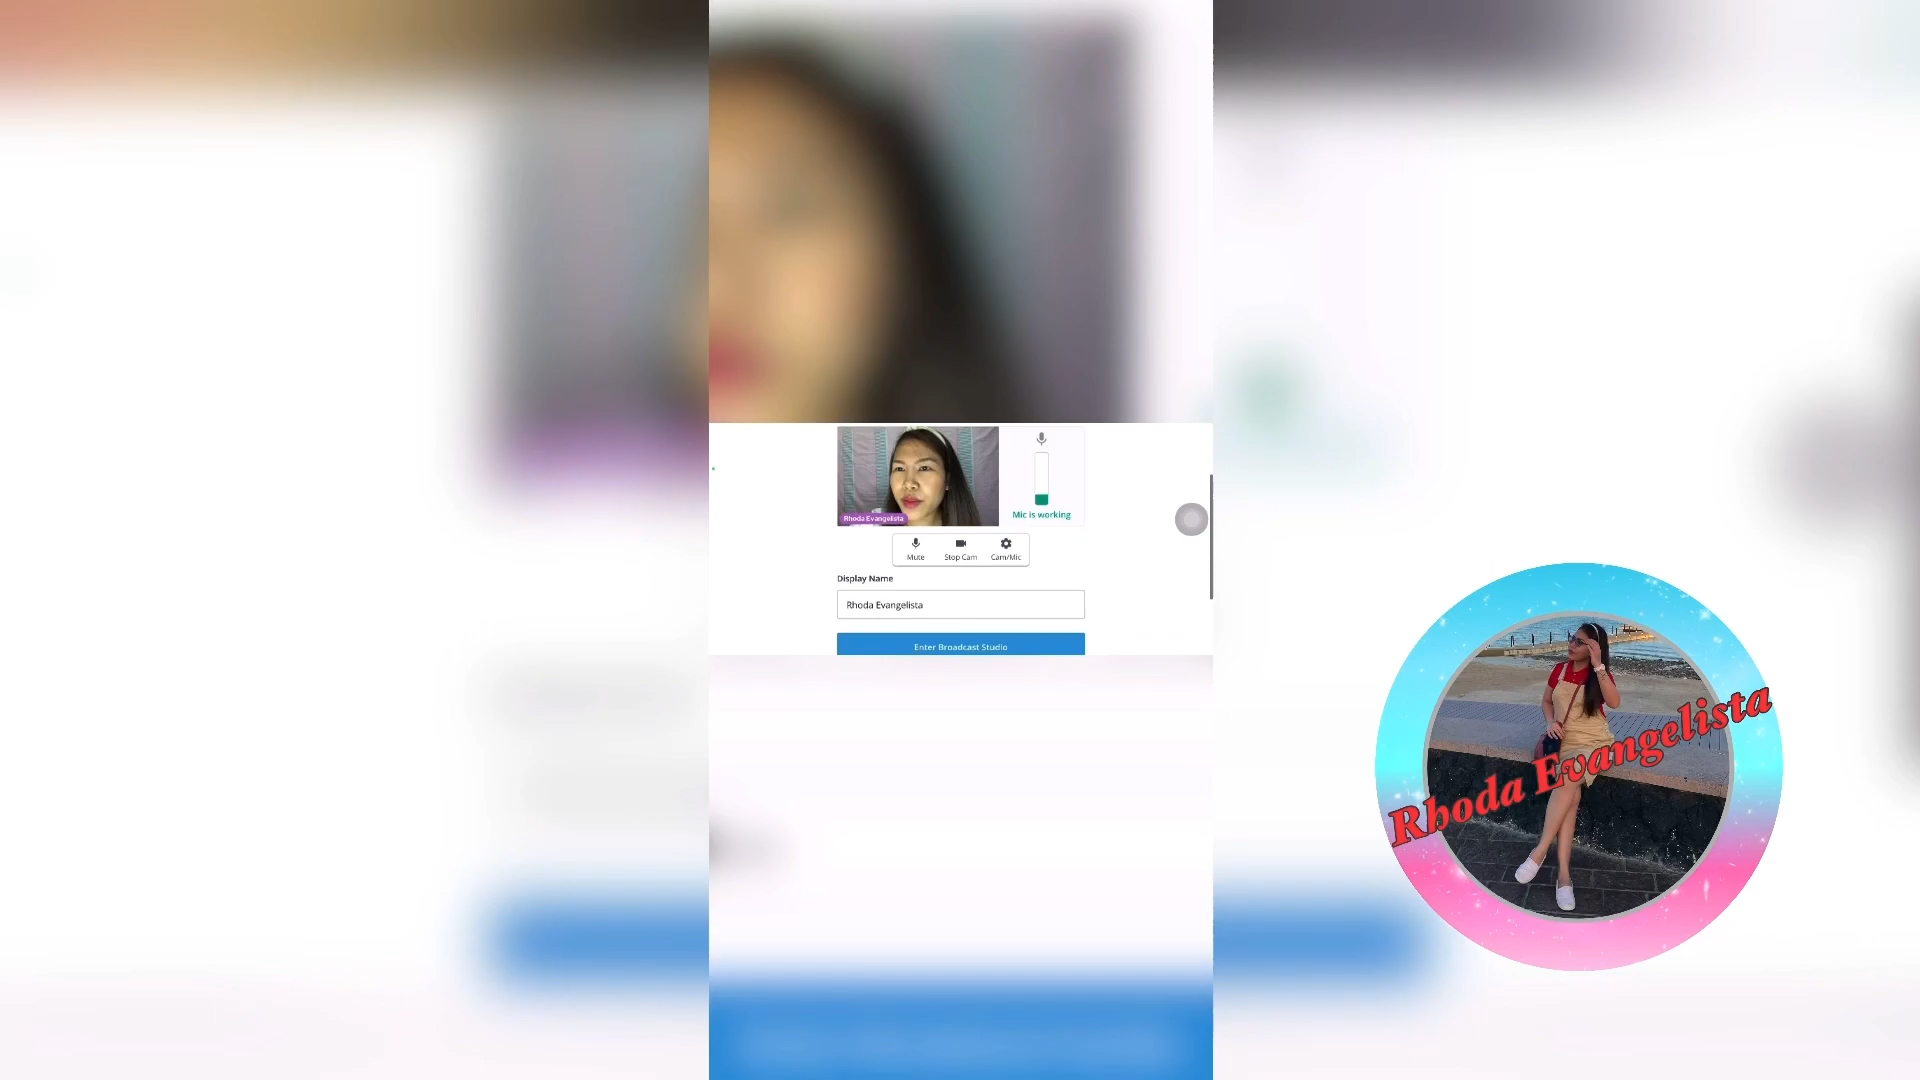 Rhoda Evangelista
Mic is working
Mute
Stop Cam
Cam/Mic
Display Name
Rhoda Evangelista
Enter Broadcast Studio
Rhoda Evangelista